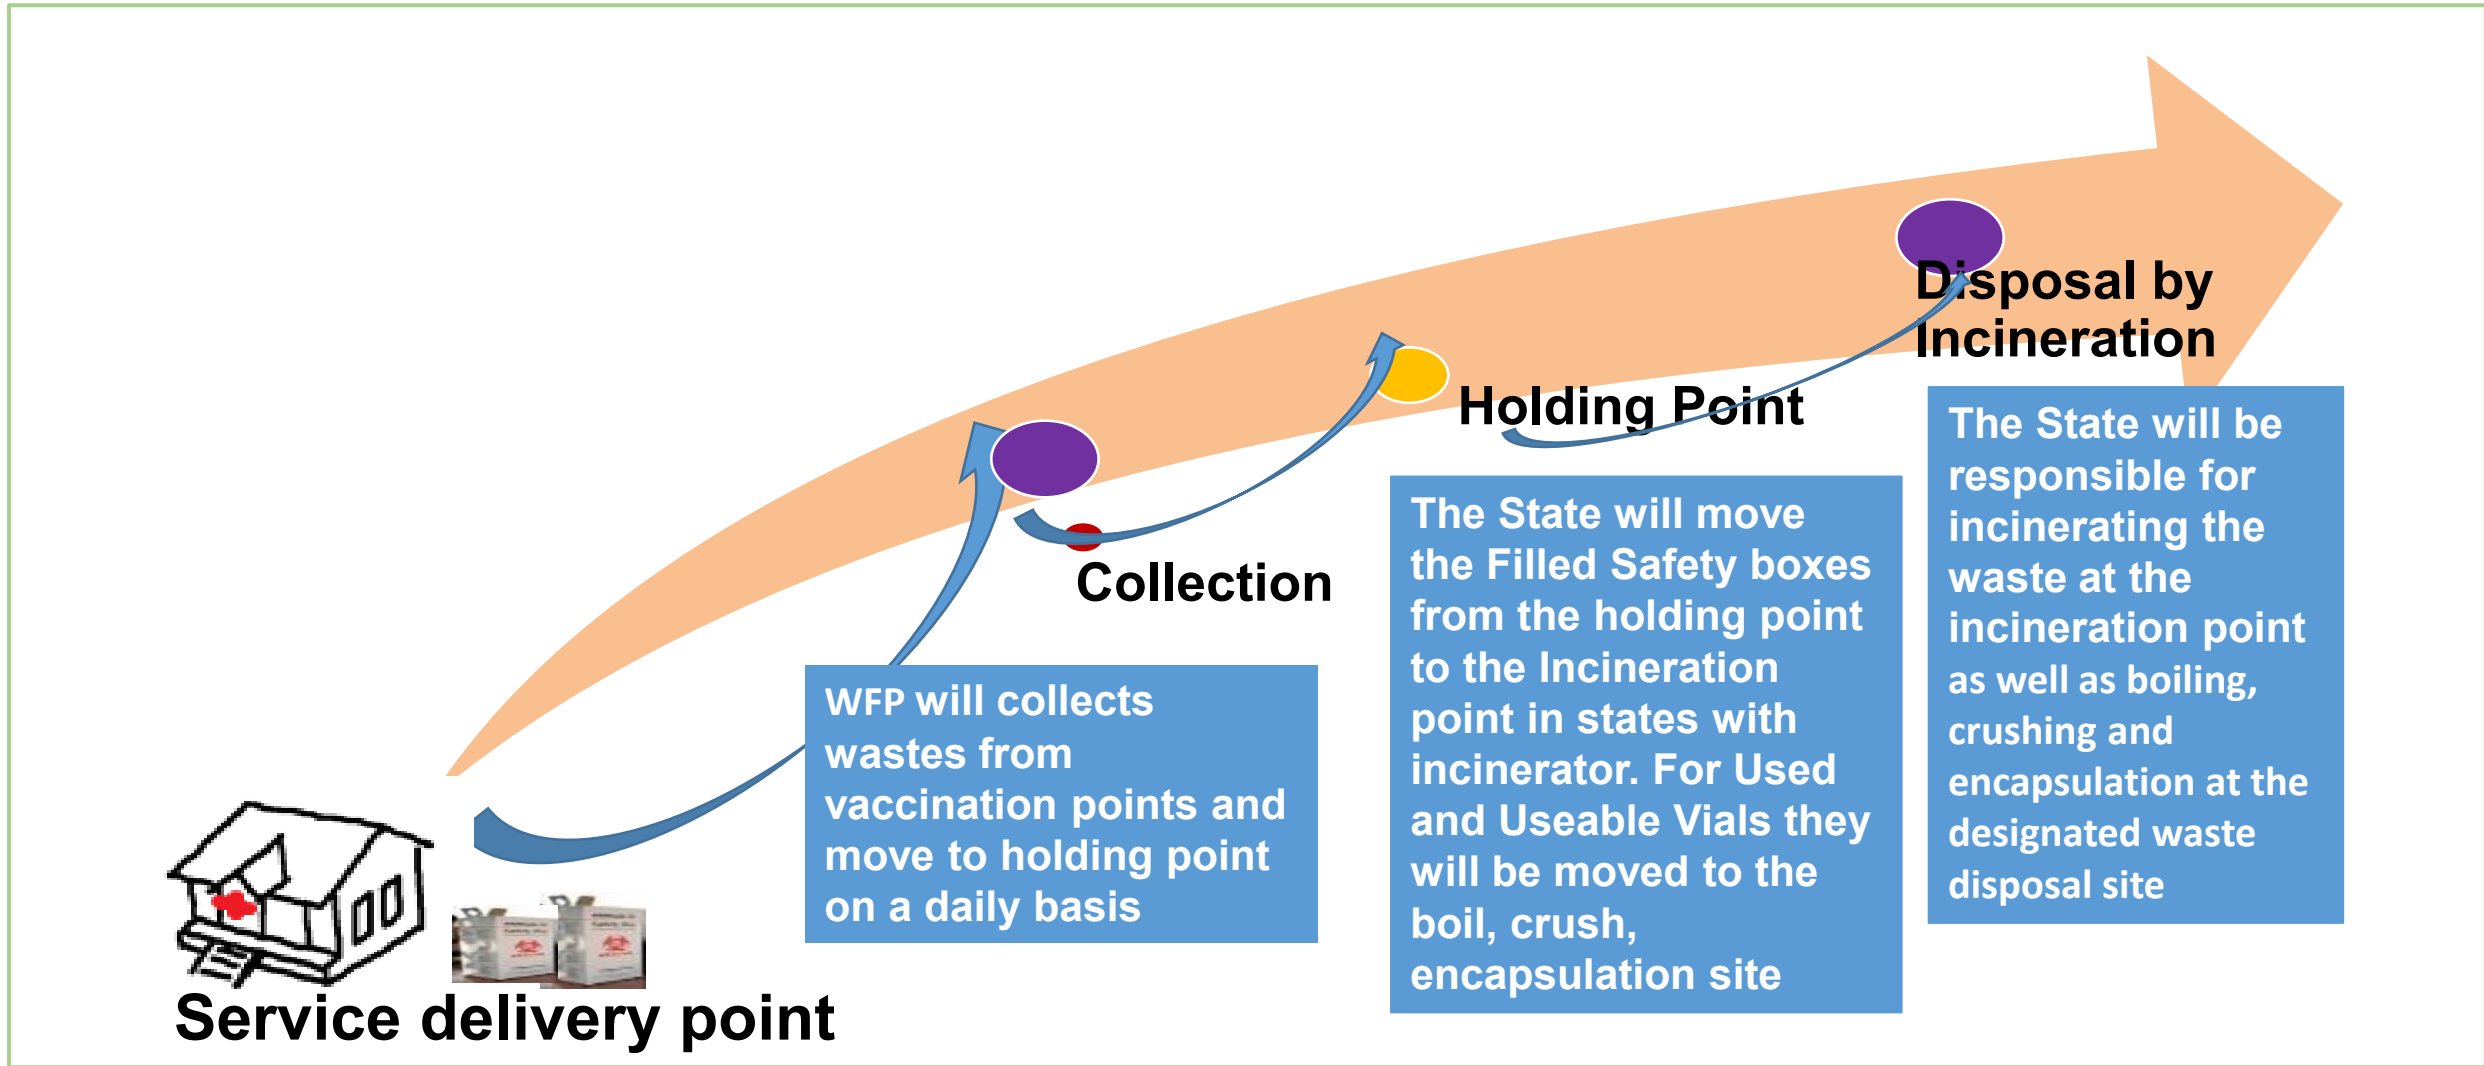 Service delivery point
Collection
WFP will collects
wastes from
vaccination points and
move to holding point
on a daily basis
Holding Point
The State will move
the Filled Safety boxes
from the holding point
to the Incineration
point in states with
incinerator. For Used
and Useable Vials they
will be moved to the
boil, crush,
encapsulation site
Disposal by
Incineration
The State will be
responsible for
incinerating the
waste at the
incineration point
as well as boiling,
crushing and
encapsulation at the
designated waste
disposal site